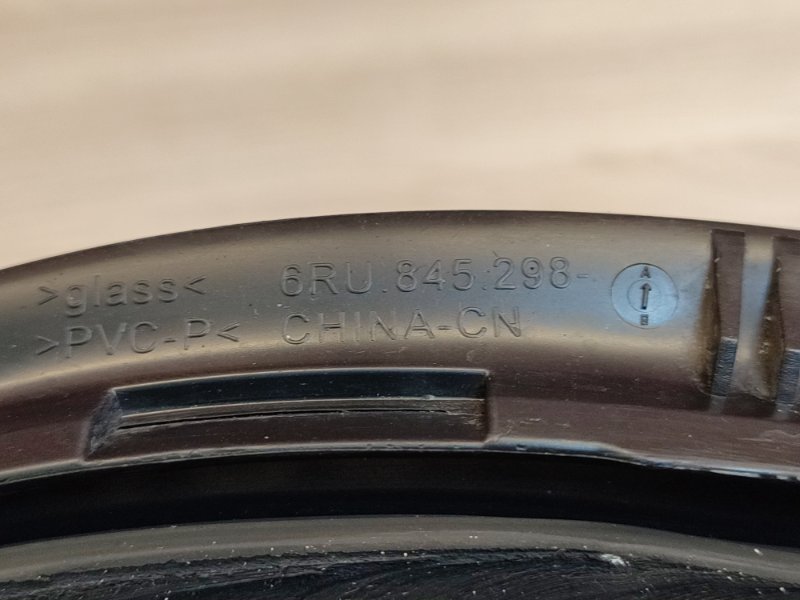 >glass< 6RU.845.298-
>PVC-P< CHINA-CN
A
B